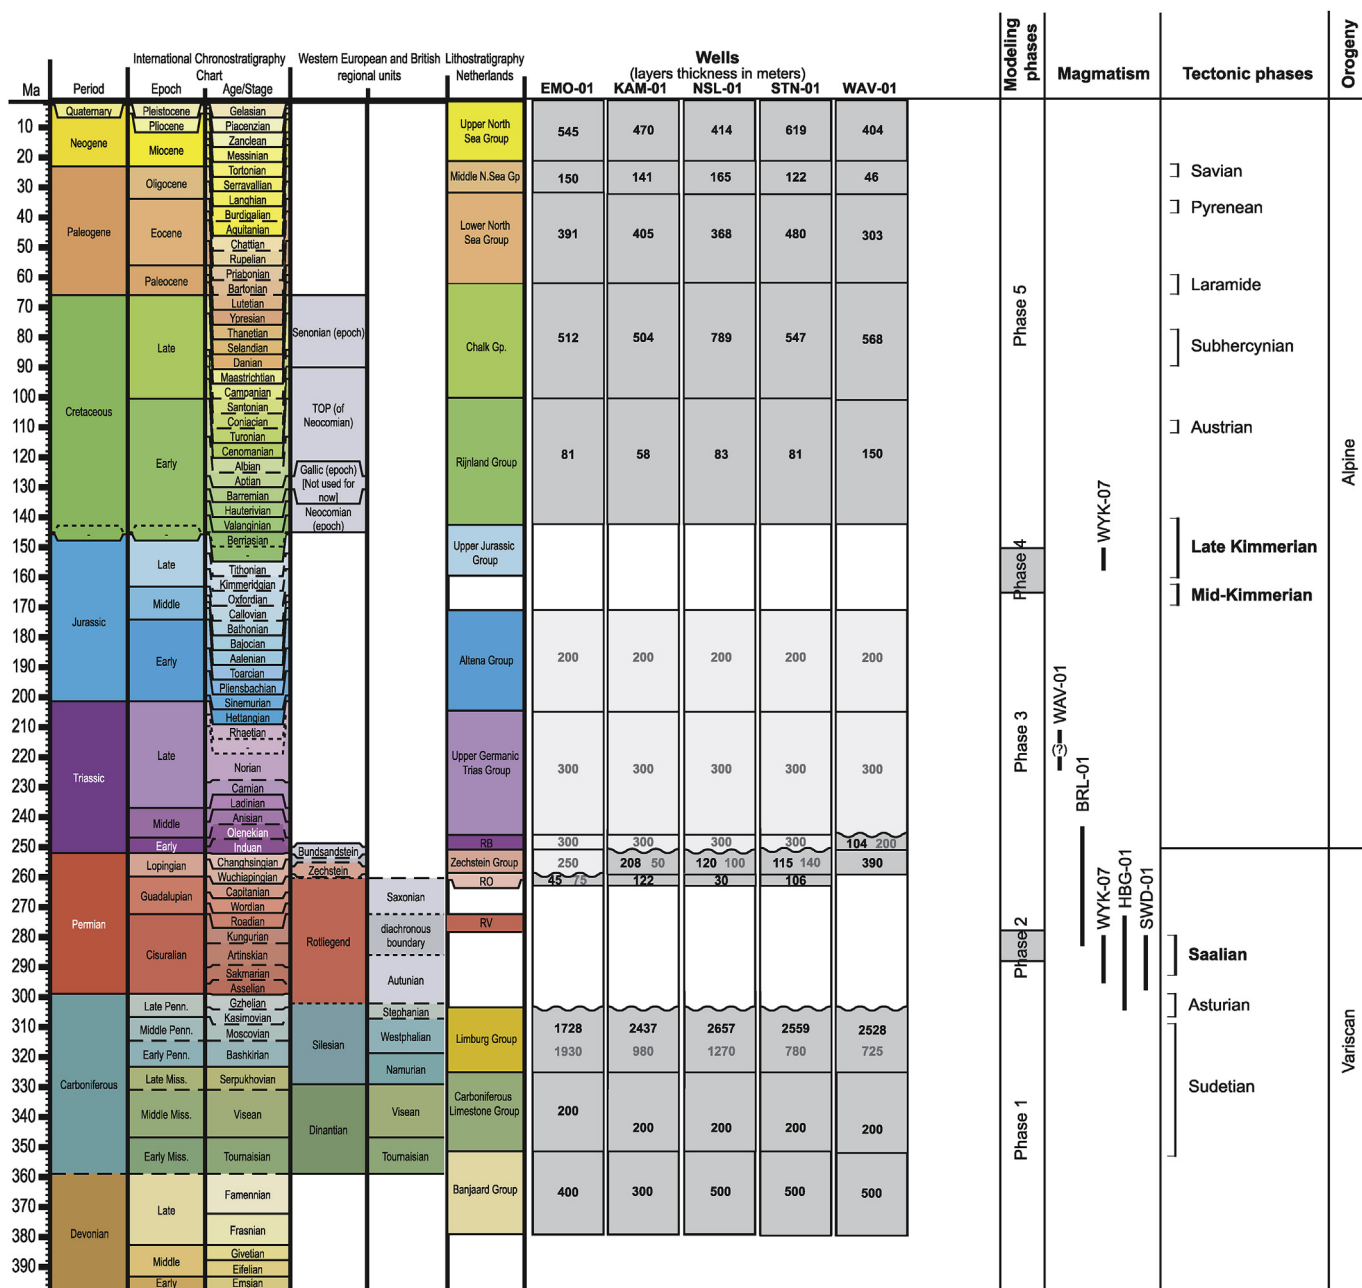 International Chronostratigraphy
Chart
Western European and British
regional units
Lithostratigraphy
Netherlands
Wells
(layers thickness in meters)
Modeling
phases
Magmatism
Tectonic phases
Orogeny
Ma
Period
Epoch
Age/Stage
EMO-01
KAM-01
NSL-01
STN-01
WAV-01
10
20
30
40
50
60
70
80
90
100
110
120
130
140
150
160
170
180
190
200
210
220
230
240
250
260
270
280
290
300
310
320
330
340
350
360
370
380
390
Quaternary
Neogene
Paleogene
Cretaceous
-
Jurassic
Triassic
Permian
Carboniferous
Devonian
Pleistocene
Pliocene
Miocene
Oligocene
Eocene
Paleocene
Late
Early
-
Late
Middle
Early
Late
Middle
Early
Lopingian
Guadalupian
Cisuralian
Late Penn.
Middle Penn.
Early Penn.
Late Miss.
Middle Miss.
Early Miss.
Late
Middle
Early
Gelasian
Piacenzian
Zanclean
Messinian
Tortonian
Serravallian
Langhian
Burdigalian
Aquitanian
Chattian
Rupelian
Priabonian
Bartonian
Lutetian
Ypresian
Thanetian
Selandian
Danian
Maastrichtian
Campanian
Santonian
Coniacian
Turonian
Cenomanian
Albian
Aptian
Barremian
Hauterivian
Valanginian
Berriasian
-
Tithonian
Kimmeridgian
Oxfordian
Callovian
Bathonian
Bajocian
Aalenian
Toarcian
Pliensbachian
Sinemurian
Hettangian
Rhaetian
-
Norian
Carnian
Ladinian
Anisian
Olenekian
Induan
Changhsingian
Wuchiapingian
Capitanian
Wordian
Roadian
Kungurian
Artinskian
Sakmarian
Asselian
Gzhelian
Kasimovian
Moscovian
Bashkirian
Serpukhovian
Visean
Tournaisian
Famennian
Frasnian
Givetian
Eifelian
Emsian
Senonian (epoch)
TOP (of
Neocomian)
Gallic (epoch)
[Not used for
now]
Neocomian
(epoch)
Bundsandstein
Zechstein
Rotliegend
Silesian
Dinantian
Saxonian
diachronous
boundary
Autunian
Stephanian
Westphalian
Namurian
Visean
Tournaisian
Upper North
Sea Group
Middle N.Sea Gp
Lower North
Sea Group
Chalk Gp.
Rijnland Group
Upper Jurassic
Group
Altena Group
Upper Germanic
Trias Group
RB
Zechstein Group
RO
RV
Limburg Group
Carboniferous
Limestone Group
Banjaard Group
545 470 414 619 404
150 141 165 122 46
391 405 368 480 303
512 504 789 547 568
81 58 83 81 150
200 200 200 200 200
300 300 300 300 300
300 300 300 300 104 200
250 208 50 120 100 115 140 390
45 75 122 30 106
1728 2437 2657 2559 2528
1930 980 1270 780 725
200 200 200 200 200
400 300 500 500 500
Phase 5
Phase 4
Phase 3
Phase 2
Phase 1
WYK-07
WAV-01
(?)
BRL-01
WYK-07
HBG-01
SWD-01
Savian
Pyrenean
Laramide
Subhercynian
Austrian
Late Kimmerian
Mid-Kimmerian
Saalian
Asturian
Sudetian
Alpine
Variscan